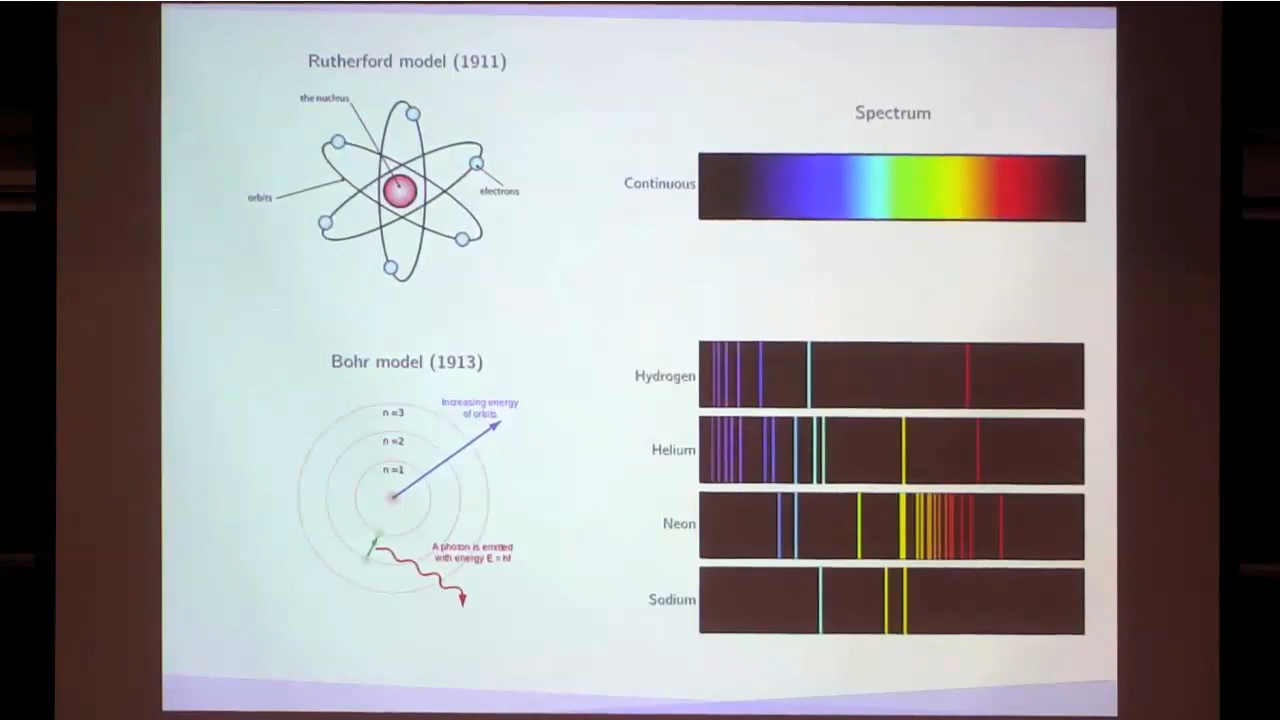 Rutherford model (1911)
the nucleus
orbits
electrons
Bohr model (1913)
Increasing energy
of orbits
n =3
n =2
n =1
A photon is emitted
with energy E = hf
Spectrum
Continuous
Hydrogen
Helium
Neon
Sodium